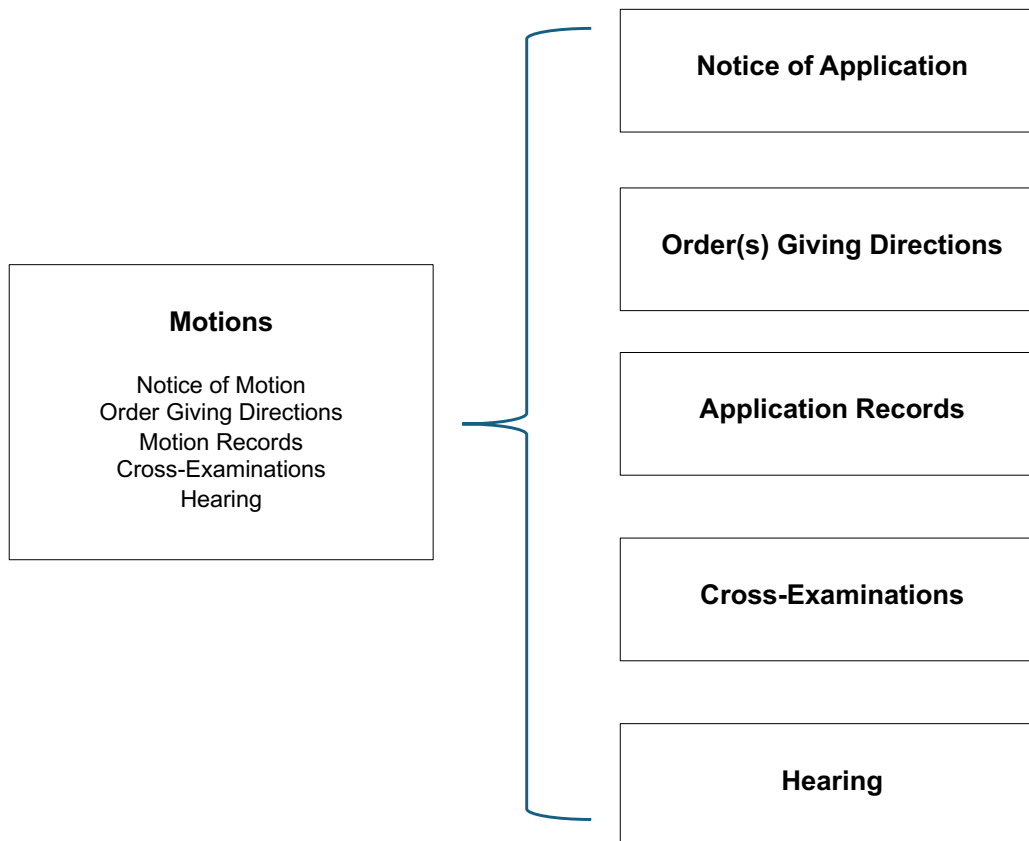 Motions
Notice of Motion
Order Giving Directions
Motion Records
Cross-Examinations
Hearing
Notice of Application
Order(s) Giving Directions
Application Records
Cross-Examinations
Hearing